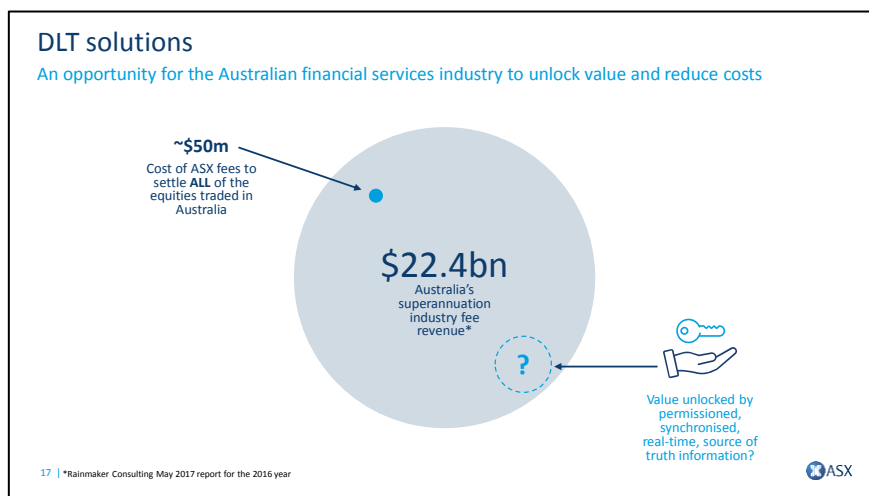 DLT solutions
An opportunity for the Australian financial services industry to unlock value and reduce costs
~$50m
Cost of ASX fees to
settle ALL of the
equities traded in
Australia
$22.4bn
Australia’s
superannuation
industry fee
revenue*
?
Value unlocked by
permissioned,
synchronised,
real-time, source of
truth information?
17 | *Rainmaker Consulting May 2017 report for the 2016 year
ASX